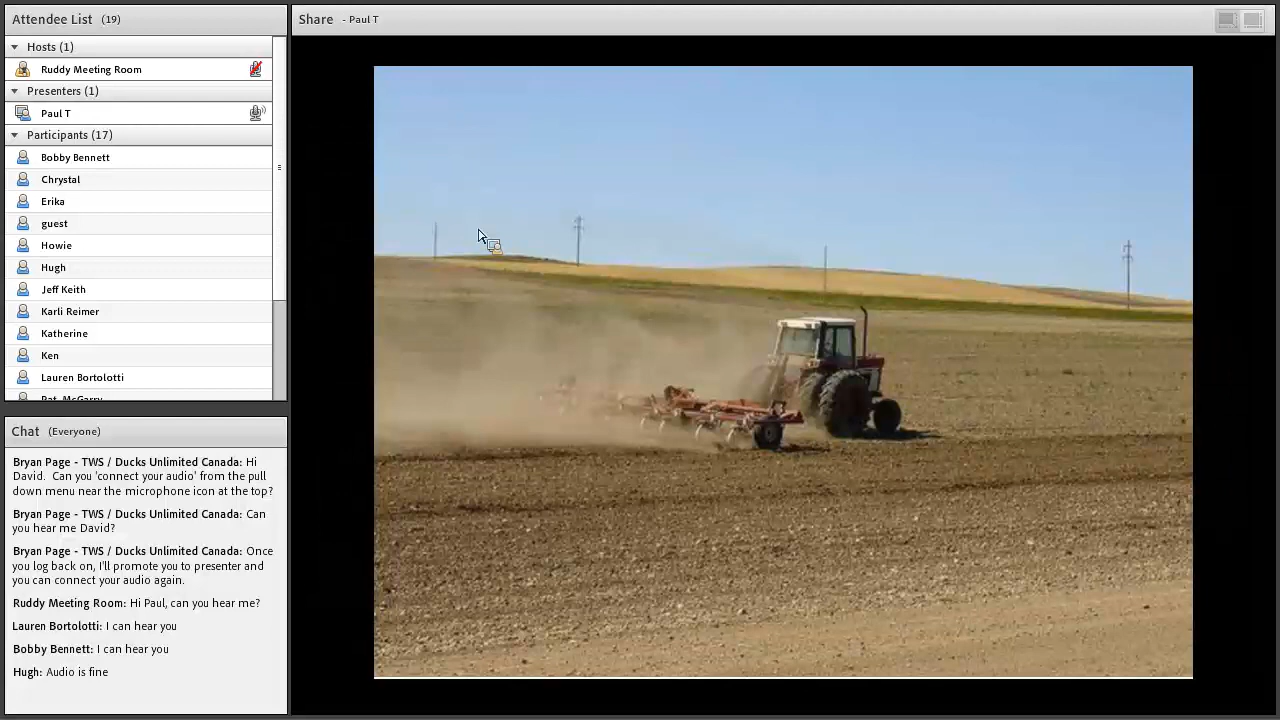 Attendee List (19)
Hosts (1)
Ruddy Meeting Room
Presenters (1)
Paul T
Participants (17)
Bobby Bennett
Chrystal
Erika
guest
Howie
Hugh
Jeff Keith
Karli Reimer
Katherine
Ken
Lauren Bortolotti
Chat (Everyone)
Bryan Page - TWS / Ducks Unlimited Canada: Hi
David. Can you 'connect your audio' from the pull
down menu near the microphone icon at the top?
Bryan Page - TWS / Ducks Unlimited Canada: Can
you hear me David?
Bryan Page - TWS / Ducks Unlimited Canada: Once
you log back on, I'll promote you to presenter and
you can connect your audio again.
Ruddy Meeting Room: Hi Paul, can you hear me?
Lauren Bortolotti: I can hear you
Bobby Bennett: I can hear you
Hugh: Audio is fine
Share - Paul T